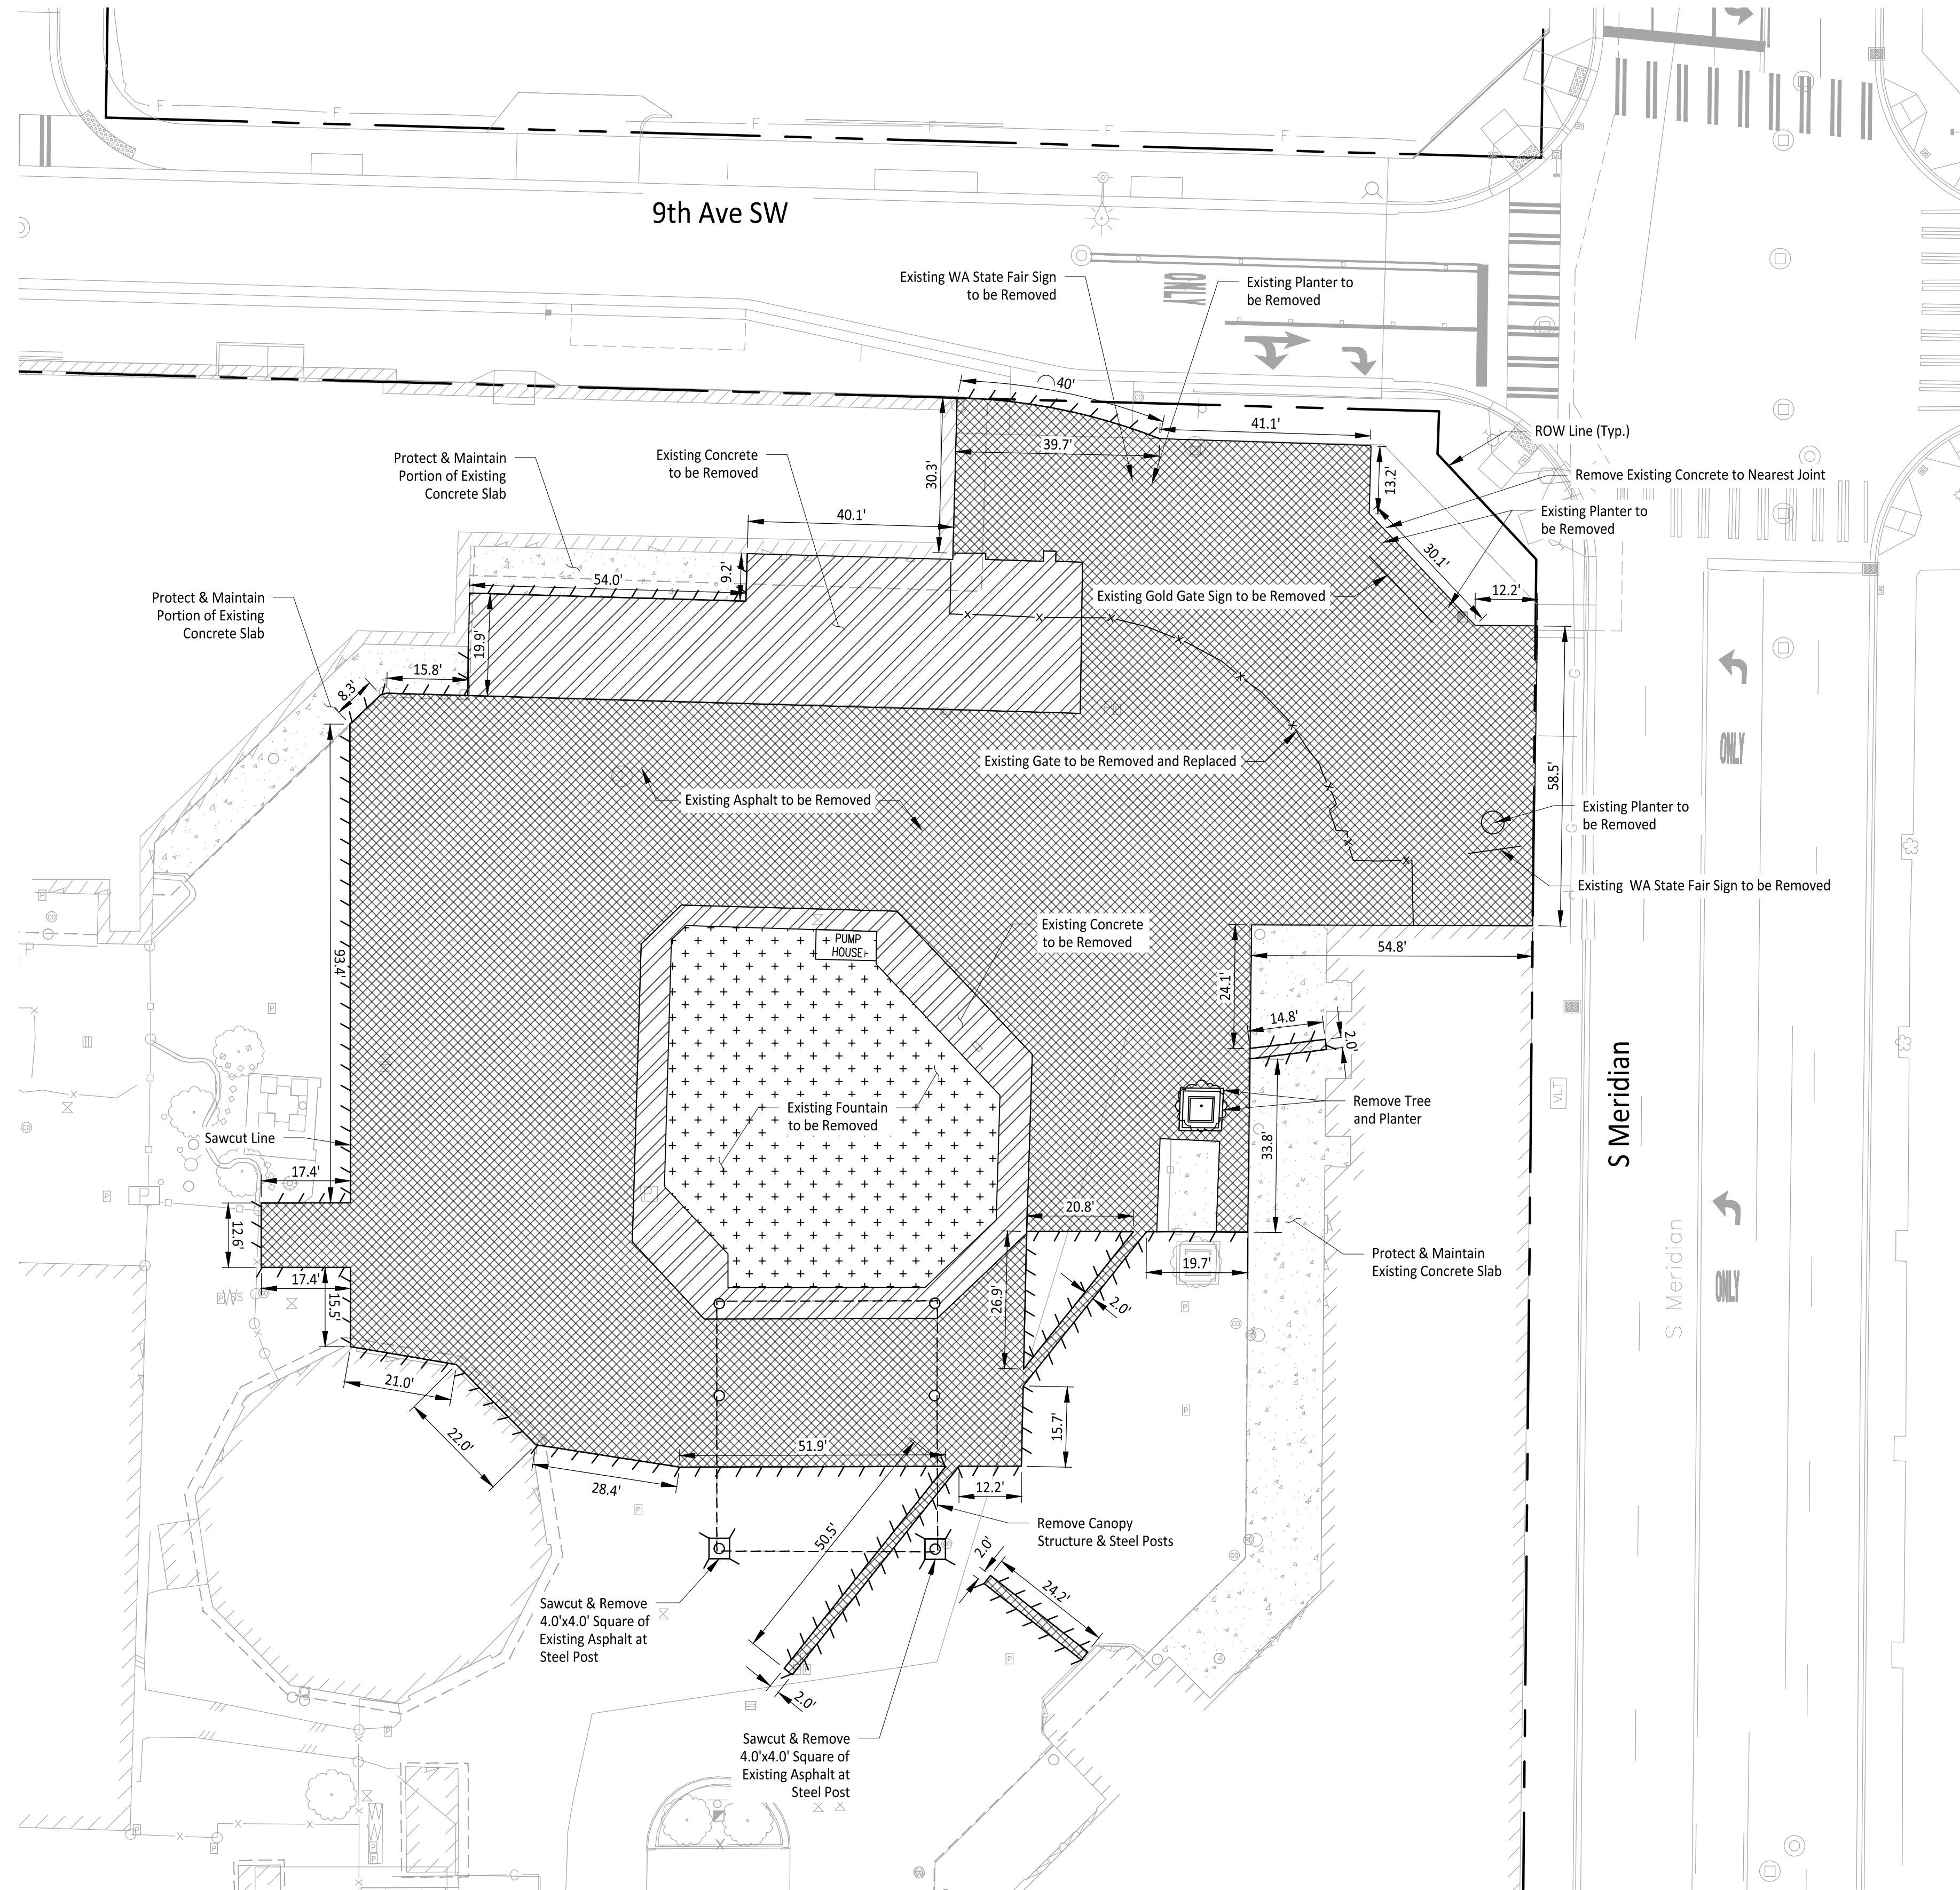 9th Ave SW
ONLY
Existing WA State Fair Sign
to be Removed
Existing Planter to
be Removed
40'
41.1'
39.7'
30.3'
13.2'
ROW Line (Typ.)
Remove Existing Concrete to Nearest Joint
Existing Planter to
be Removed
30.1'
12.2'
Protect & Maintain
Portion of Existing
Concrete Slab
Existing Concrete
to be Removed
40.1'
9.2'
54.0'
19.9'
Existing Gold Gate Sign to be Removed
Protect & Maintain
Portion of Existing
Concrete Slab
15.8'
8.3'
58.5'
ONLY
Existing Gate to be Removed and Replaced
Existing Asphalt to be Removed
Existing Planter to
be Removed
Existing WA State Fair Sign to be Removed
93.4'
PUMP
HOUSE
Existing Concrete
to be Removed
54.8'
24.1'
14.8'
2.0'
S Meridian
VLT
Existing Fountain
to be Removed
Remove Tree
and Planter
33.8'
Sawcut Line
17.4'
12.6'
17.4'
15.5'
20.8'
19.7'
26.9'
2.0'
Protect & Maintain
Existing Concrete Slab
S Meridian
ONLY
21.0'
22.0'
28.4'
51.9'
15.7'
12.2'
50.5'
Remove Canopy
Structure & Steel Posts
2.0'
24.2'
Sawcut & Remove
4.0'x4.0' Square of
Existing Asphalt at
Steel Post
2.0'
Sawcut & Remove
4.0'x4.0' Square of
Existing Asphalt at
Steel Post